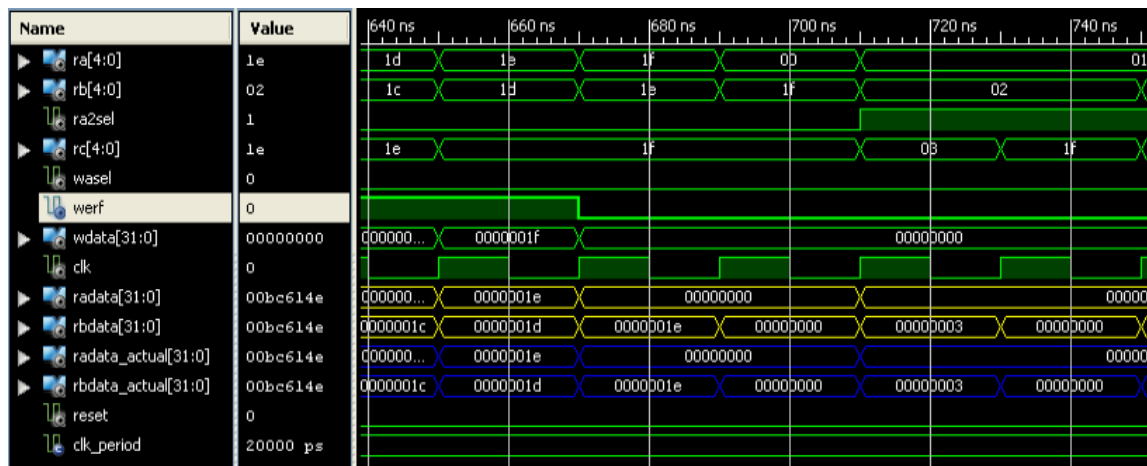 Name Value 640 ns 660 ns 680 ns 700 ns 720 ns 740 ns
ra[4:0] 1e 1d 1e 1f 00 01
rb[4:0] 02 1c 1d 1e 1f 02
ra2sel 1
rc[4:0] 1e 1e 1f 03 1f
wasel 0
werf 0
wdata[31:0] 00000000 000000... 0000001f 00000000
clk 0
radata[31:0] 00bc614e 000000... 0000001e 00000000 00000
rbdata[31:0] 00bc614e 0000001c 0000001d 0000001e 00000000 00000003 00000000
radata_actual[31:0] 00bc614e 000000... 0000001e 00000000 00000
rbdata_actual[31:0] 00bc614e 0000001c 0000001d 0000001e 00000000 00000003 00000000
reset 0
clk_period 20000 ps